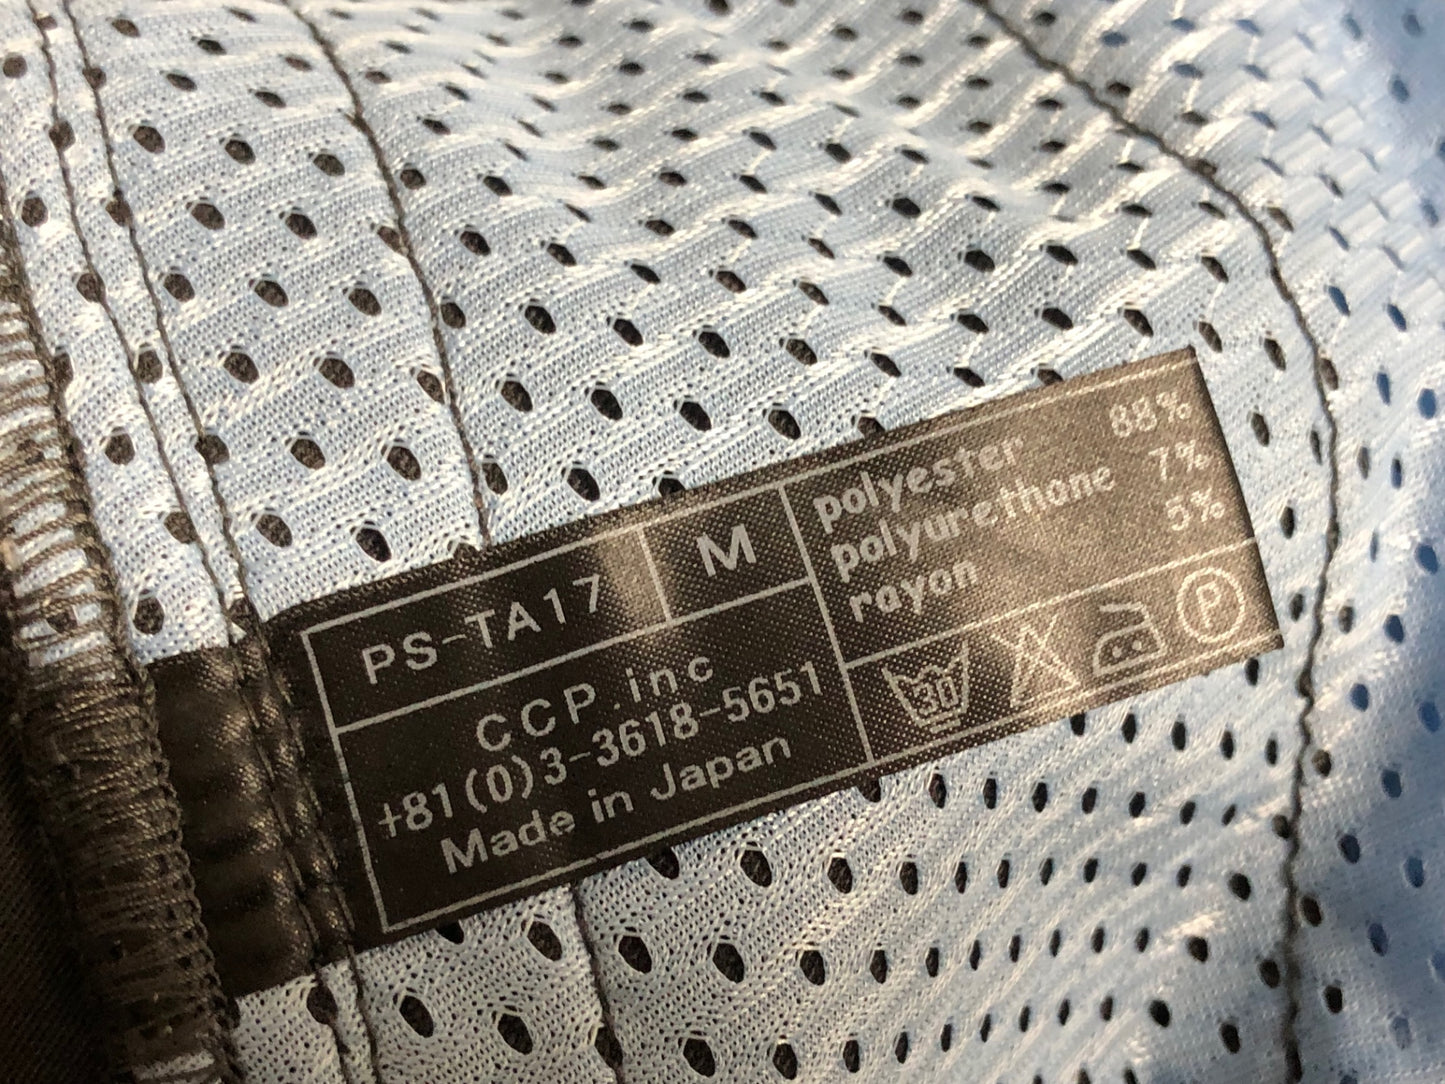 PS-TA17
M
CCP.inc
+81(0)3-3618-5651
Made in Japan
polyester 88%
polyurethane 7%
rayon 5%
30
P